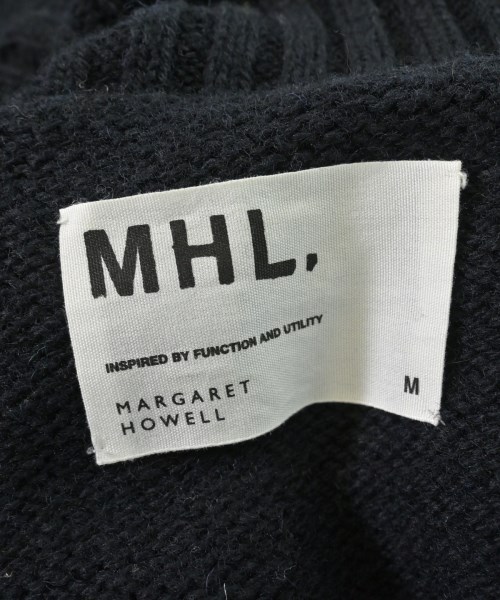 MHL.
INSPIRED BY FUNCTION AND UTILITY
MARGARET
HOWELL
M